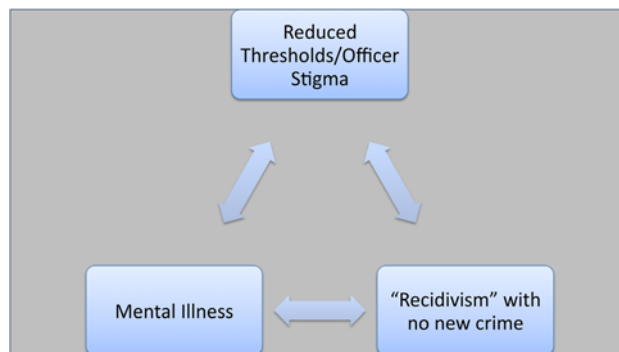 Reduced
Thresholds/Officer
Stigma
Mental Illness
“Recidivism” with
no new crime